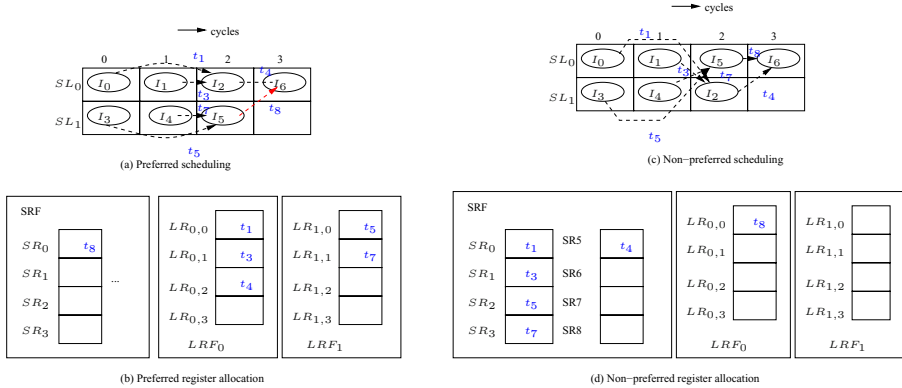 cycles
0 1 2 3
t1 t4
SL0 I0 I1 I2 I6
t3
t7 t8
SL1 I3 I4 I5
t5
(a) Preferred scheduling
cycles
t1
0 1 2 3
t8
SL0 I0 I1 I5 I6
t3 t7
SL1 I3 I4 I2 t4
t5
(c) Non−preferred scheduling
SRF
SR0 t8
SR1
...
SR2
SR3
LR0,0 t1
LR0,1 t3
LR0,2 t4
LR0,3
LRF0
LR1,0 t5
LR1,1 t7
LR1,2
LR1,3
LRF1
(b) Preferred register allocation
SRF
SR0 t1 SR5 t4
SR1 t3 SR6
SR2 t5 SR7
SR3 t7 SR8
LR0,0 t8
LR0,1
LR0,2
LR0,3
LRF0
LR1,0
LR1,1
LR1,2
LR1,3
LRF1
(d) Non−preferred register allocation